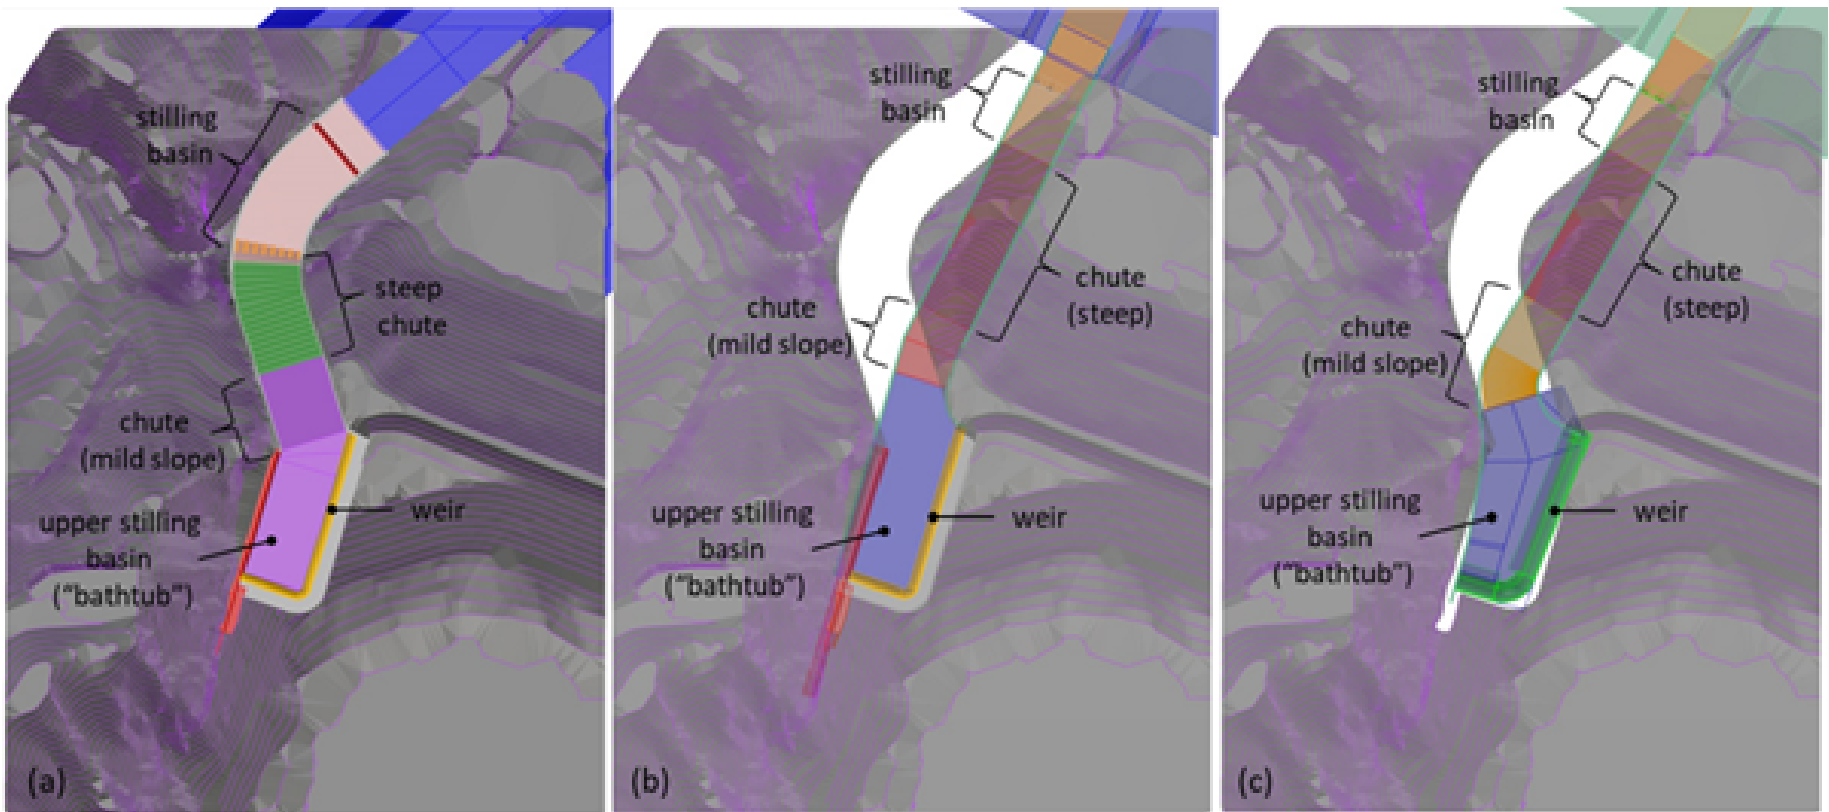 stilling
basin
steep
chute
chute
(mild slope)
upper stilling
basin
("bathtub")
weir
(a)
stilling
basin
chute
(steep)
chute
(mild slope)
upper stilling
basin
("bathtub")
weir
(b)
stilling
basin
chute
(steep)
chute
(mild slope)
upper stilling
basin
("bathtub")
weir
(c)